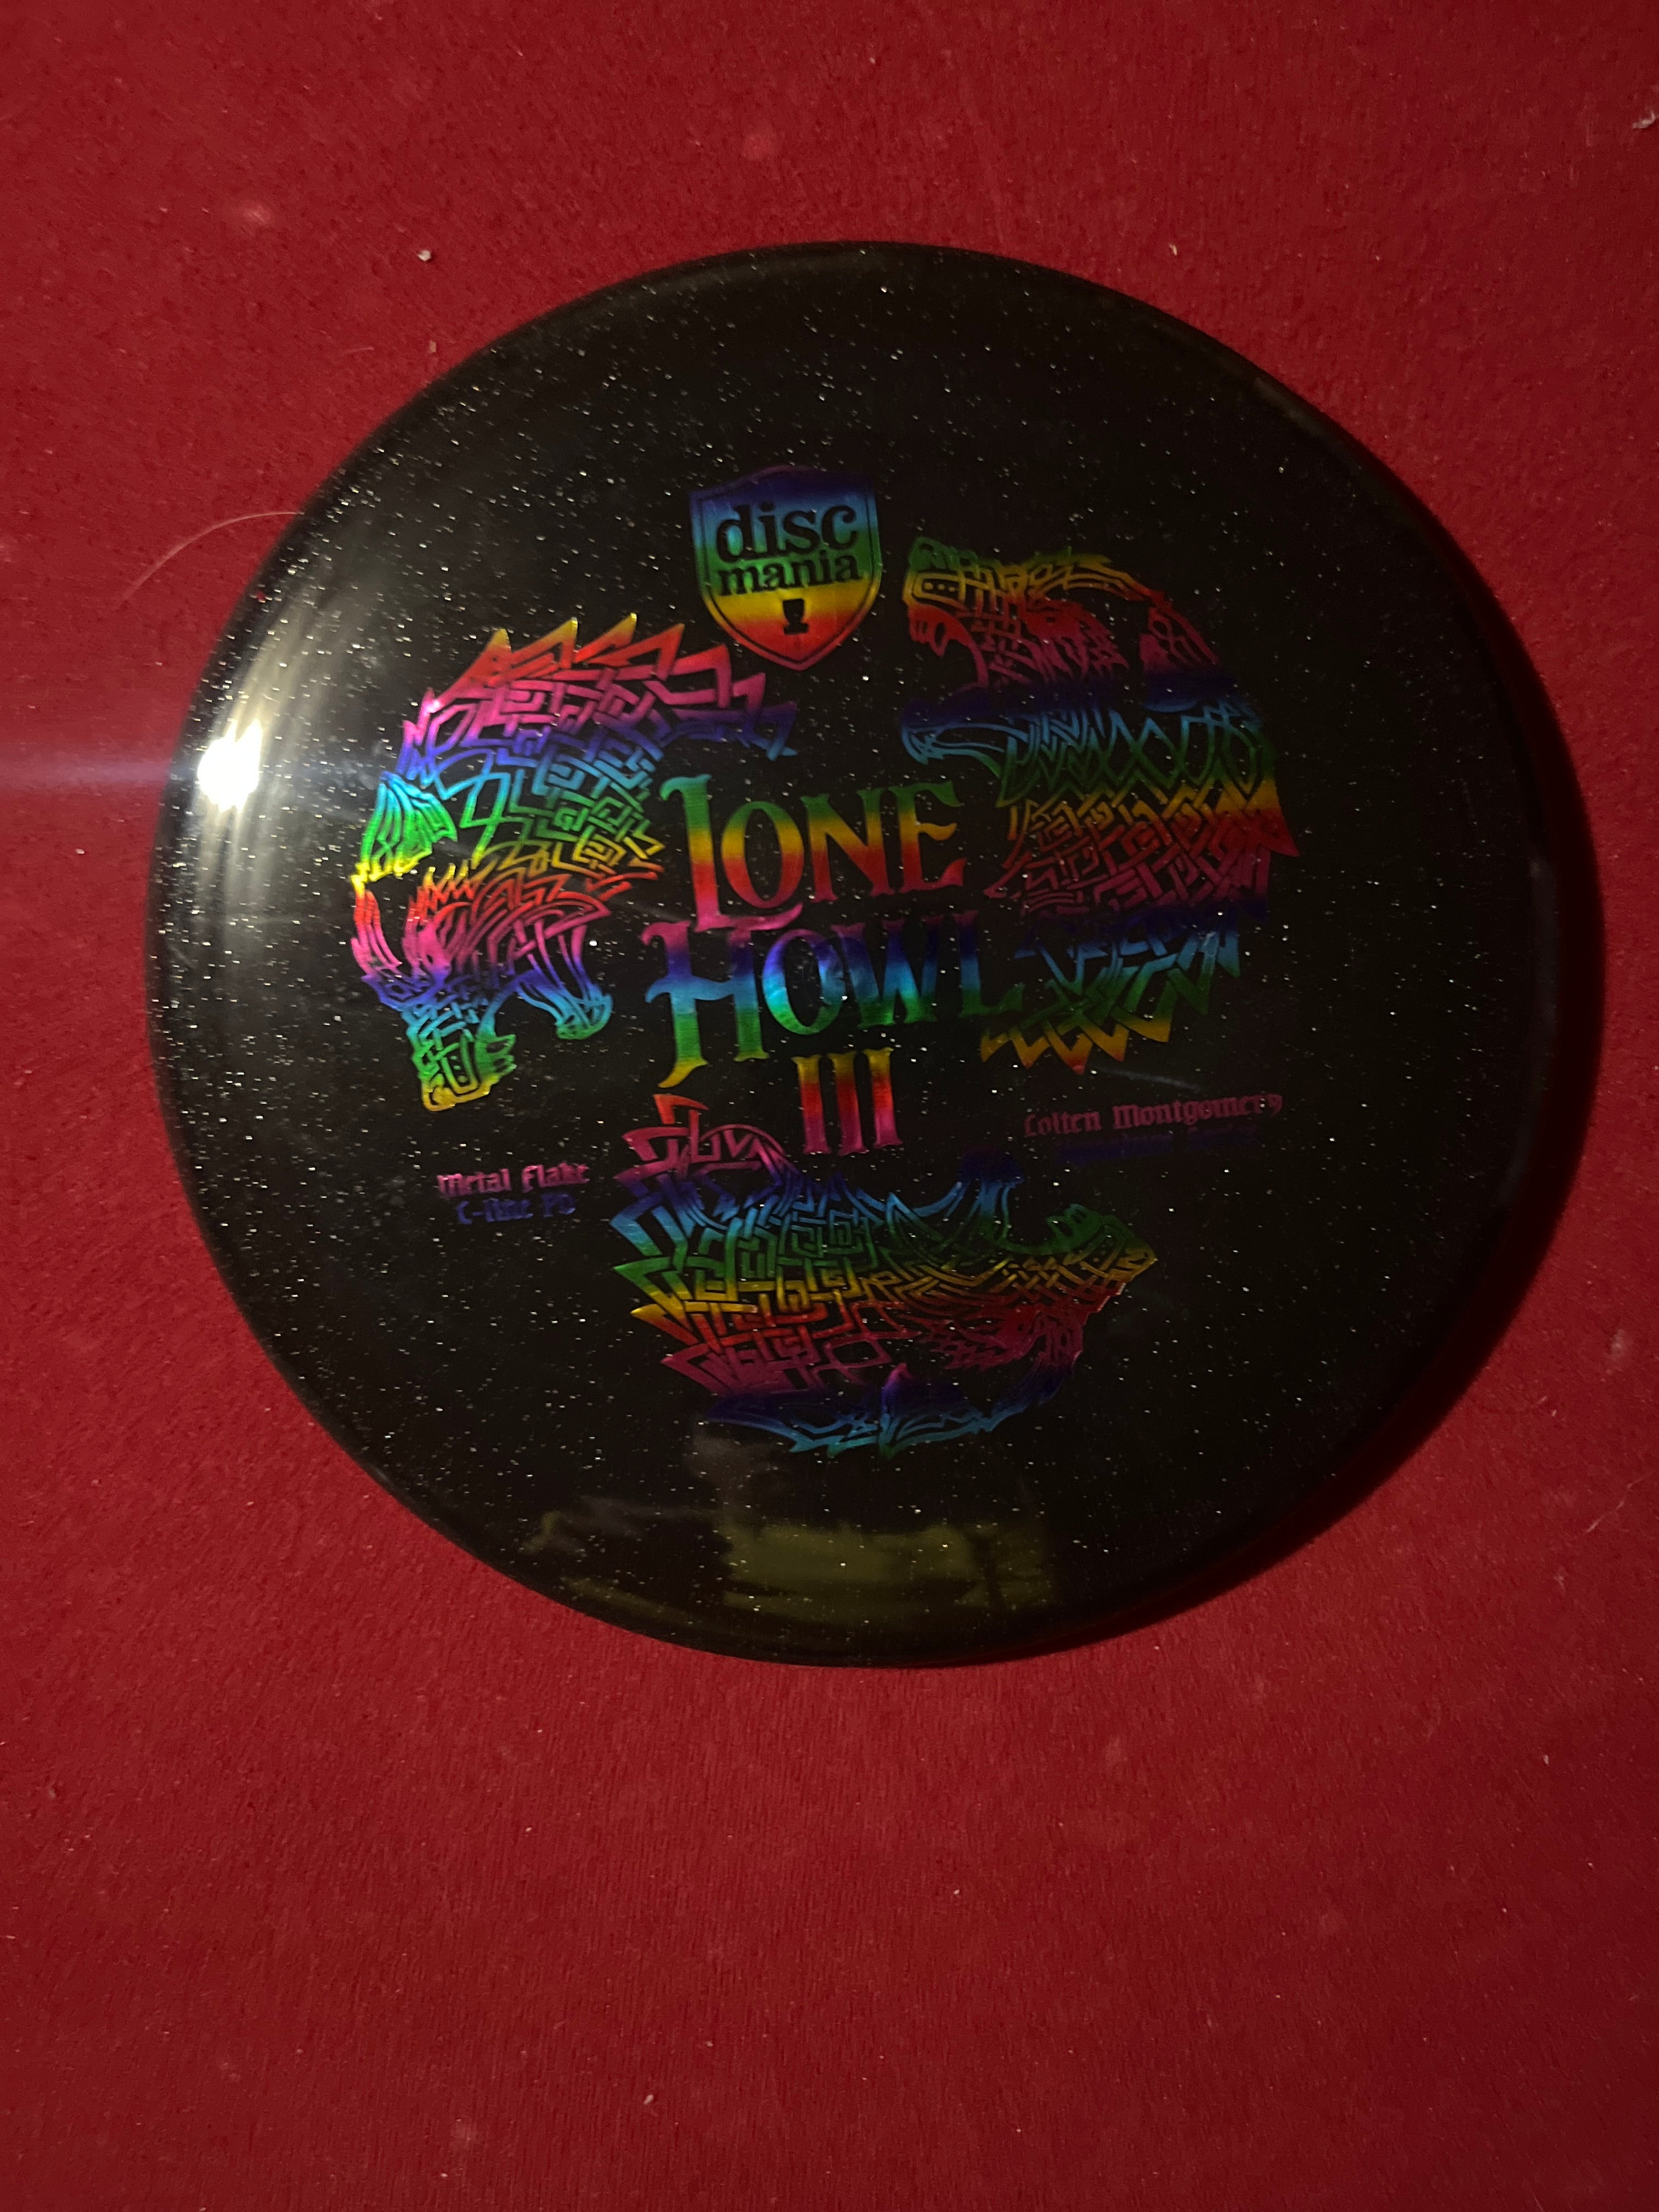 disc
mania
LONE
HOWL
III
Colten Montgomery
Metal Flake
C-line PD